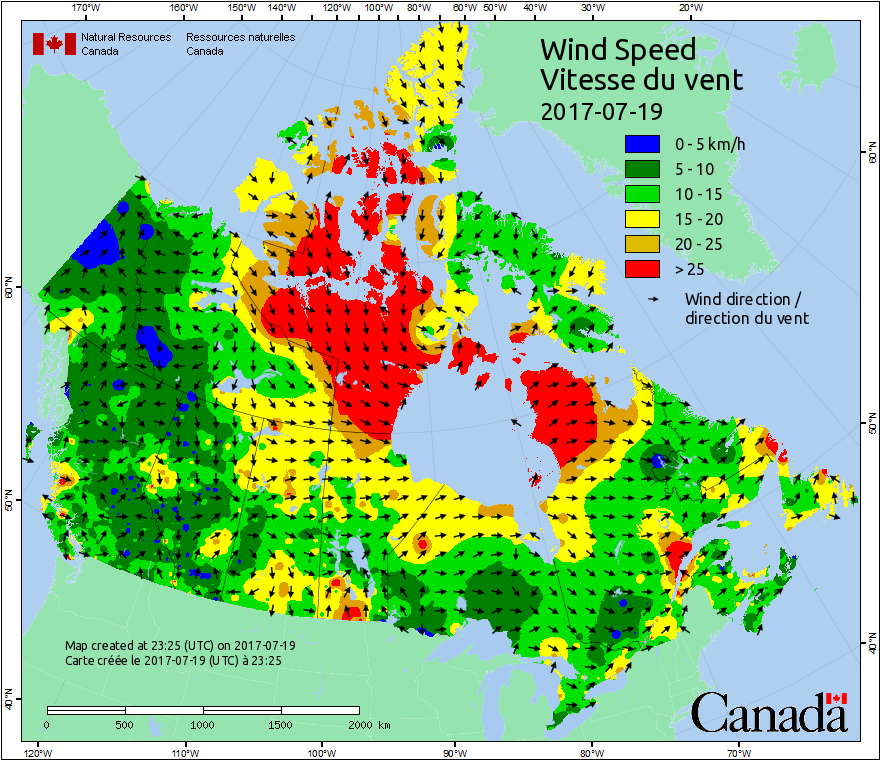 170°W 160°W 150°W 140°W 120°W 100°W 80°W 60°W 50°W 40°W 30°W 20°W
Natural Resources Ressources naturelles
Canada Canada
Wind Speed
Vitesse du vent
2017-07-19
0 - 5 km/h
5 - 10
10 - 15
15 - 20
20 - 25
> 25
Wind direction /
direction du vent
60°N
60°N
50°N
50°N
40°N
40°N
Map created at 23:25 (UTC) on 2017-07-19
Carte créée le 2017-07-19 (UTC) à 23:25
0 500 1000 1500 2000 km
Canada
120°W 110°W 100°W 90°W 80°W 70°W